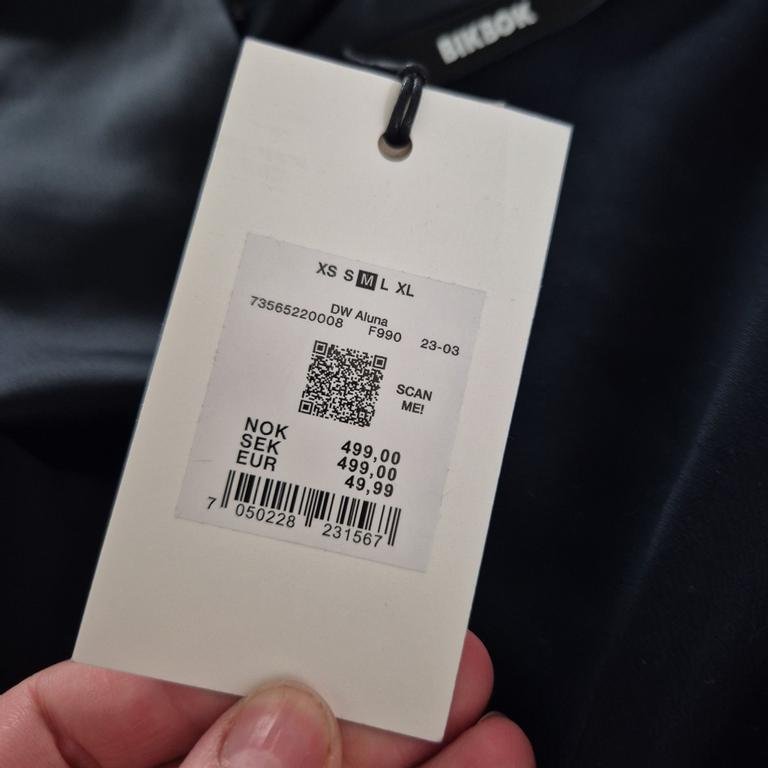 BIKBOK
XS S M L XL
DW Aluna
73565220008 F990 23-03
SCAN
ME!
NOK 499,00
SEK 499,00
EUR 49,99
7 050228 231567